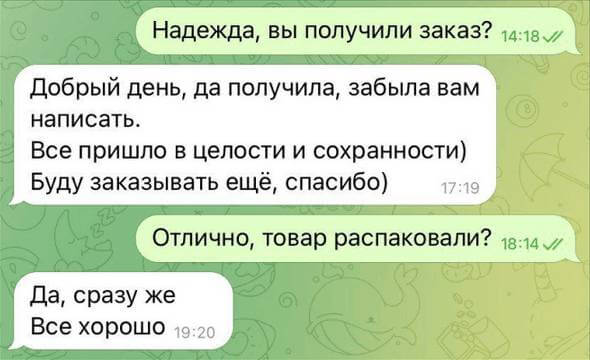 Надежда, вы получили заказ? 14:18
Добрый день, да получила, забыла вам
написать.
Все пришло в целости и сохранности)
Буду заказывать ещё, спасибо) 17:19
Отлично, товар распаковали? 18:14
Да, сразу же
Все хорошо 19:20